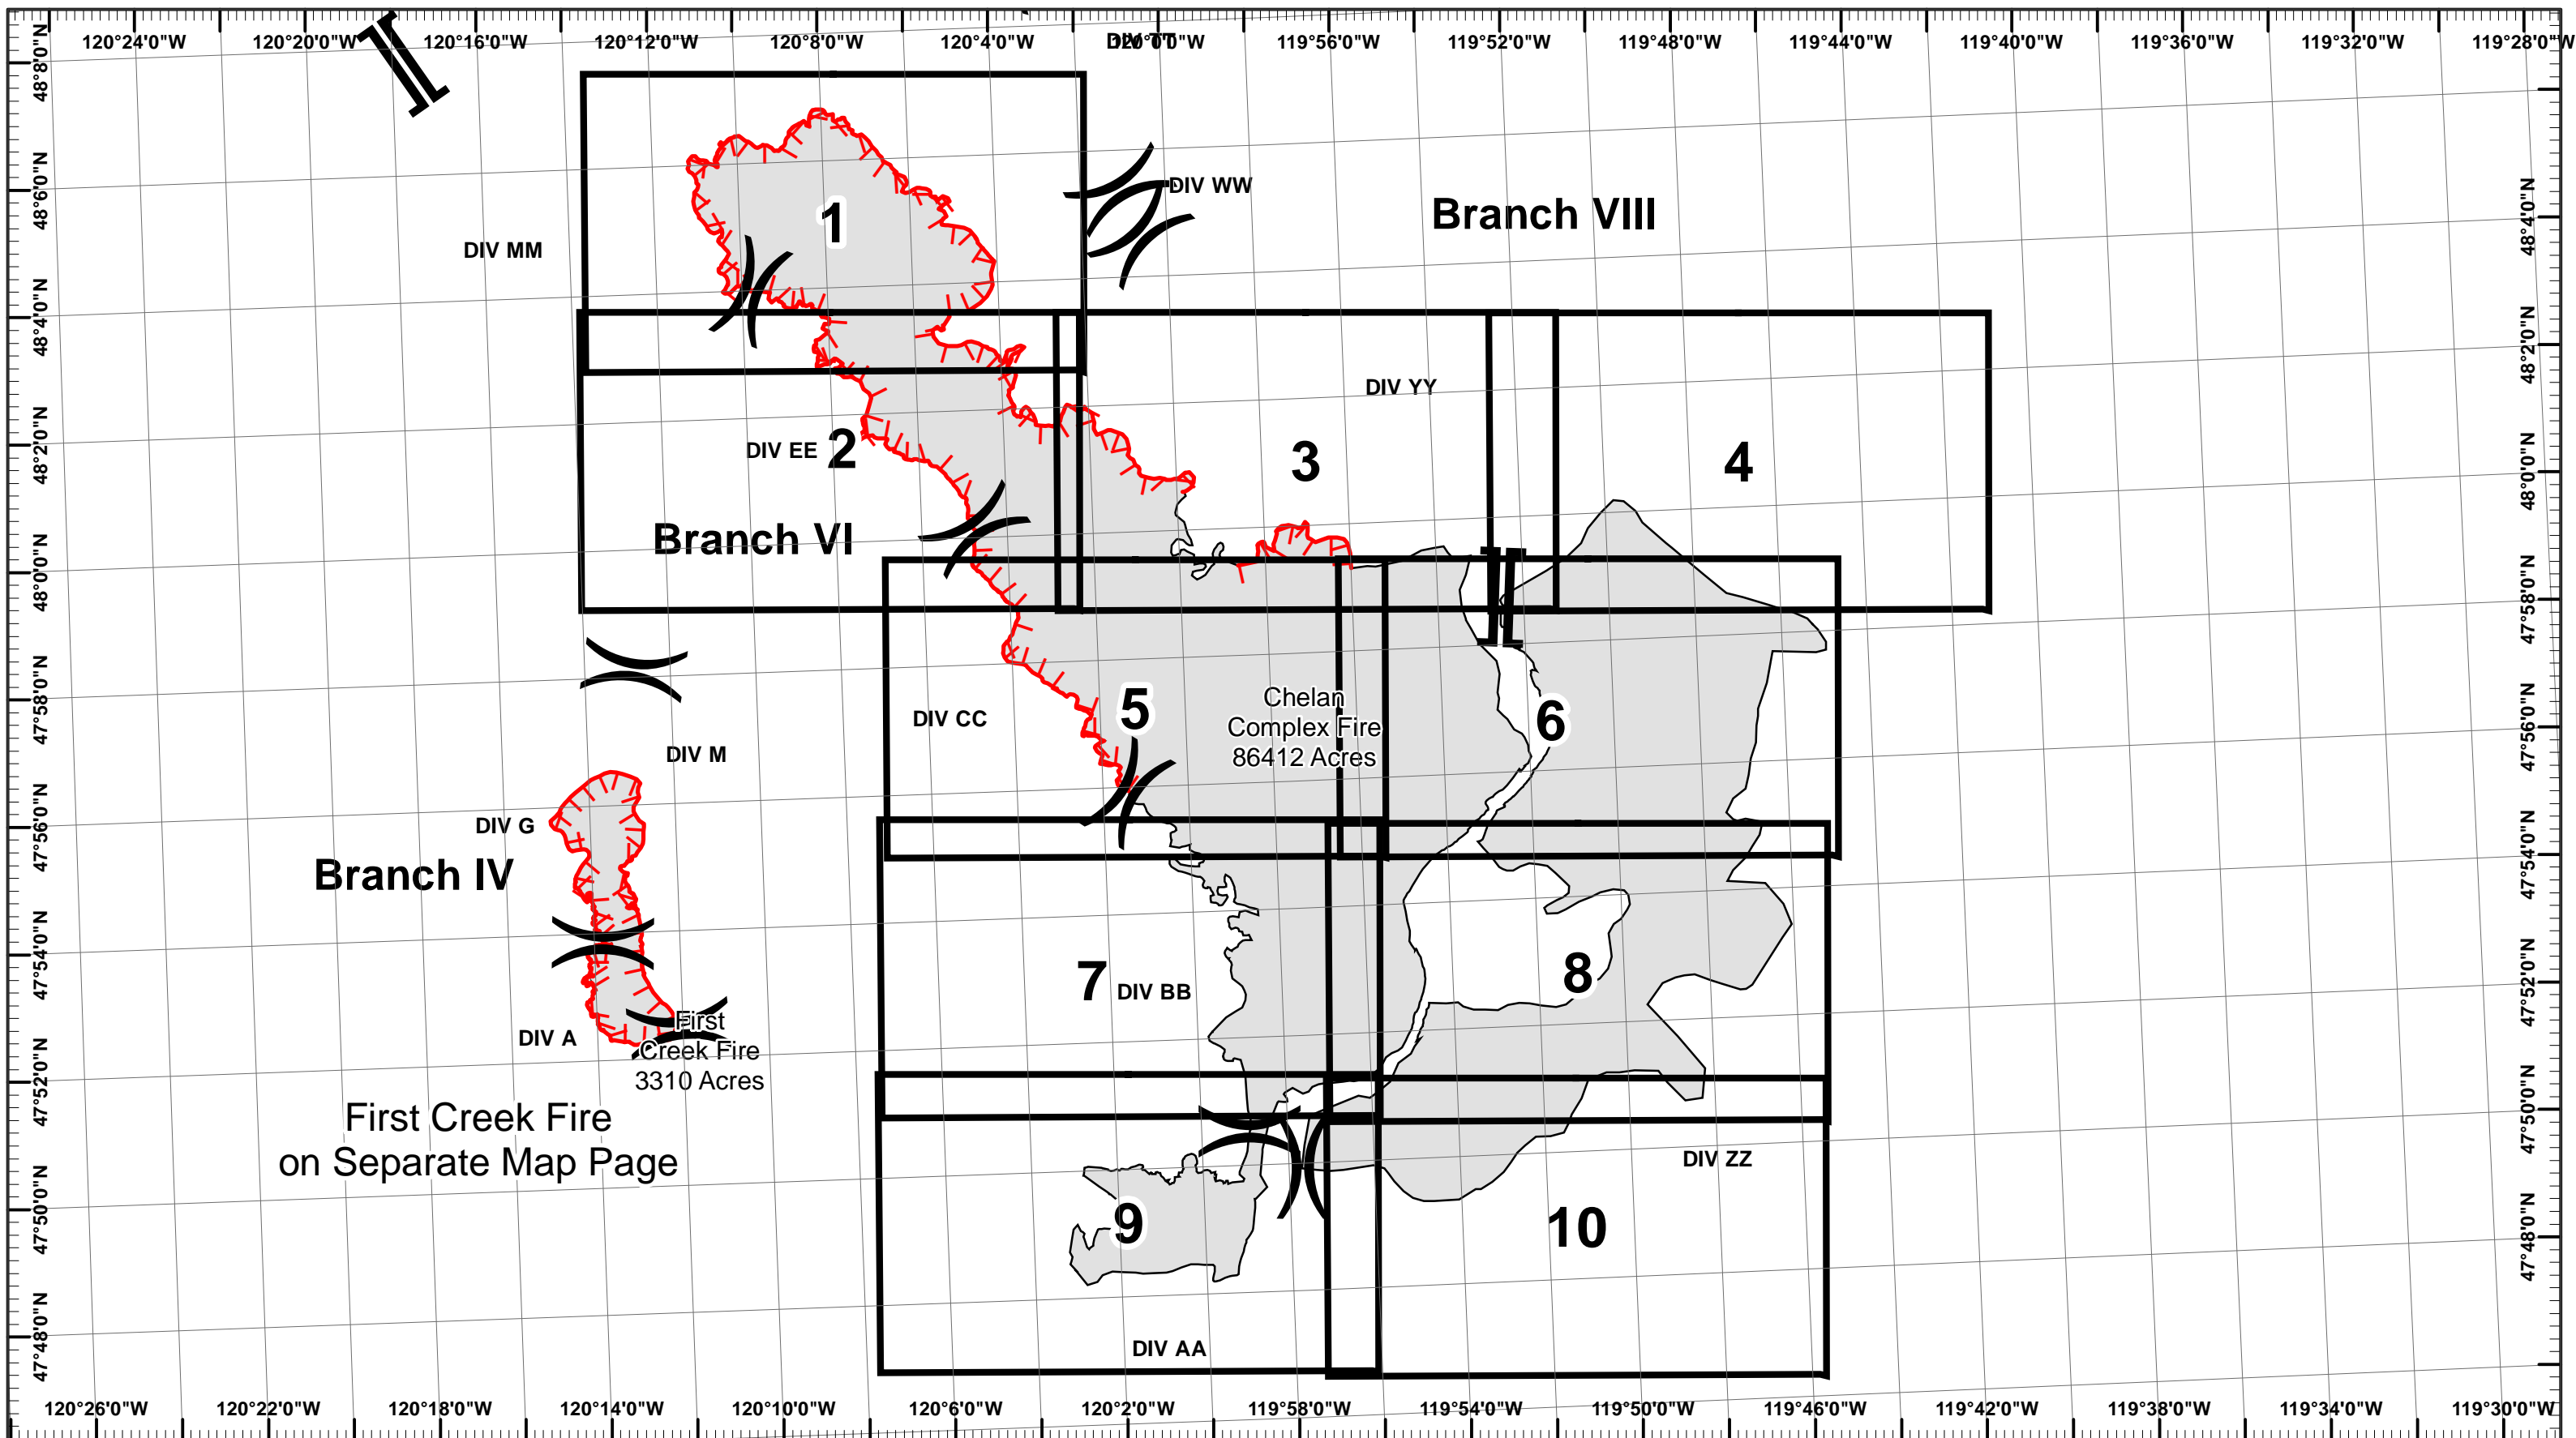 120°24'0"W 120°20'0"W 120°16'0"W 120°12'0"W 120°8'0"W 120°4'0"W 120°0'0"W 119°56'0"W 119°52'0"W 119°48'0"W 119°44'0"W 119°40'0"W 119°36'0"W 119°32'0"W 119°28'0"W
DIV TT
48°8'0"N
48°6'0"N
48°4'0"N
48°2'0"N
48°0'0"N
47°58'0"N
47°56'0"N
47°54'0"N
47°52'0"N
47°50'0"N
47°48'0"N
DIV WW
Branch VIII
1
DIV MM
DIV YY
DIV EE
2
3
4
Branch VI
DIV CC
5
Chelan
Complex Fire
86412 Acres
6
DIV M
DIV G
Branch IV
7
DIV BB
8
DIV A
First
Creek Fire
3310 Acres
First Creek Fire
on Separate Map Page
DIV ZZ
9
10
DIV AA
48°4'0"N
48°2'0"N
48°0'0"N
47°58'0"N
47°56'0"N
47°54'0"N
47°52'0"N
47°50'0"N
47°48'0"N
120°26'0"W 120°22'0"W 120°18'0"W 120°14'0"W 120°10'0"W 120°6'0"W 120°2'0"W 119°58'0"W 119°54'0"W 119°50'0"W 119°46'0"W 119°42'0"W 119°38'0"W 119°34'0"W 119°30'0"W